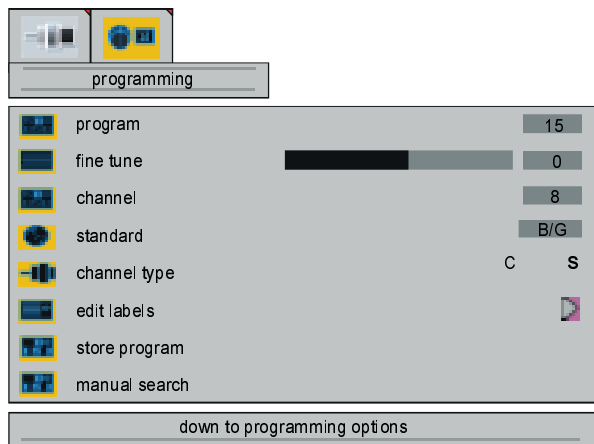 programming
program 15
fine tune 0
channel 8
standard B/G
channel type C S
edit labels
store program
manual search
down to programming options